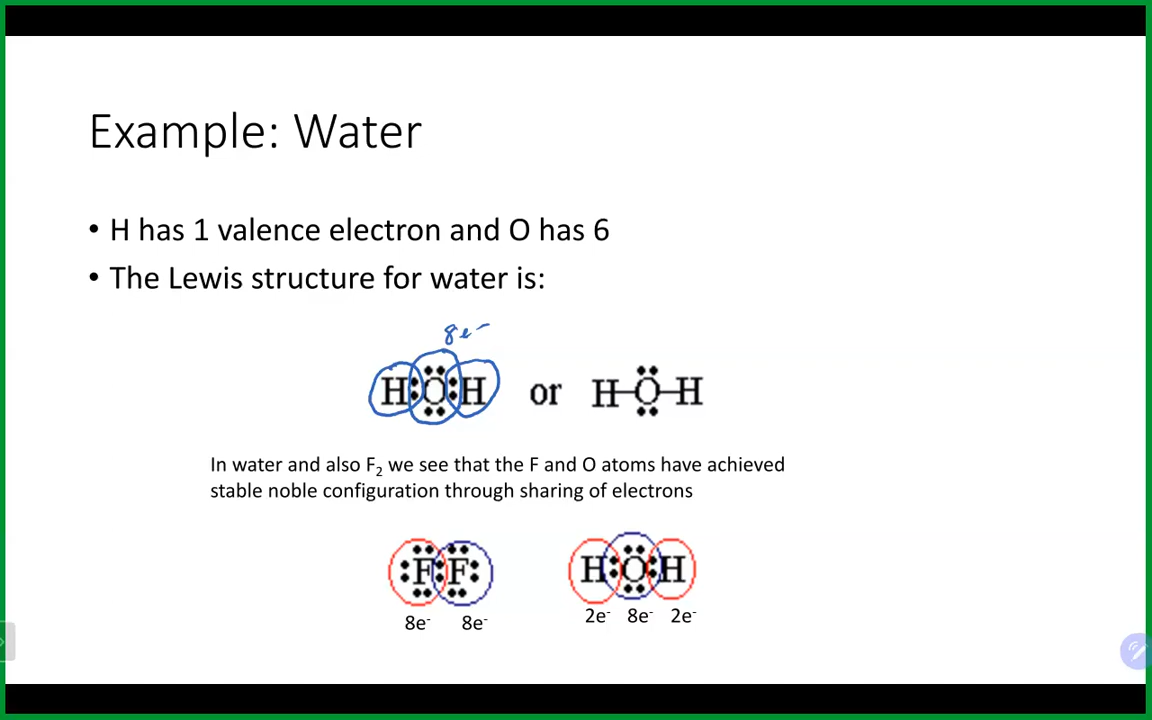 Example: Water
• H has 1 valence electron and O has 6
• The Lewis structure for water is:
8e⁻
H:O:H or H–O–H
In water and also F₂ we see that the F and O atoms have achieved
stable noble configuration through sharing of electrons
:F:F: H:O:H
8e⁻ 8e⁻ 2e⁻ 8e⁻ 2e⁻